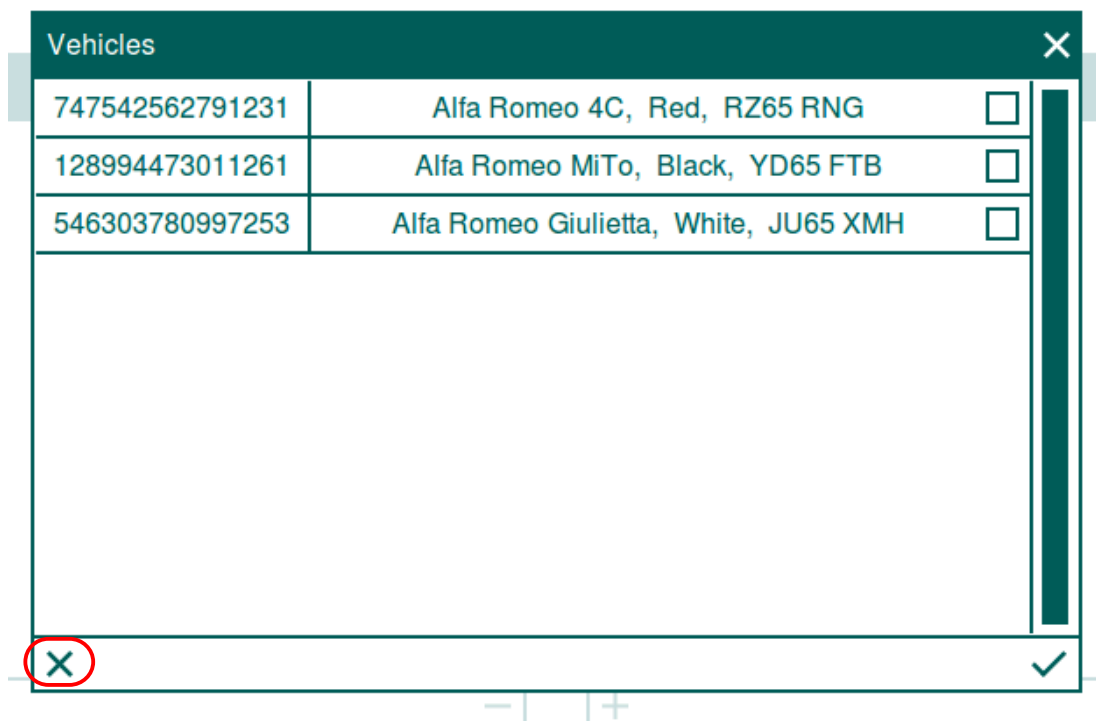 Vehicles
747542562791231 Alfa Romeo 4C, Red, RZ65 RNG
128994473011261 Alfa Romeo MiTo, Black, YD65 FTB
546303780997253 Alfa Romeo Giulietta, White, JU65 XMH